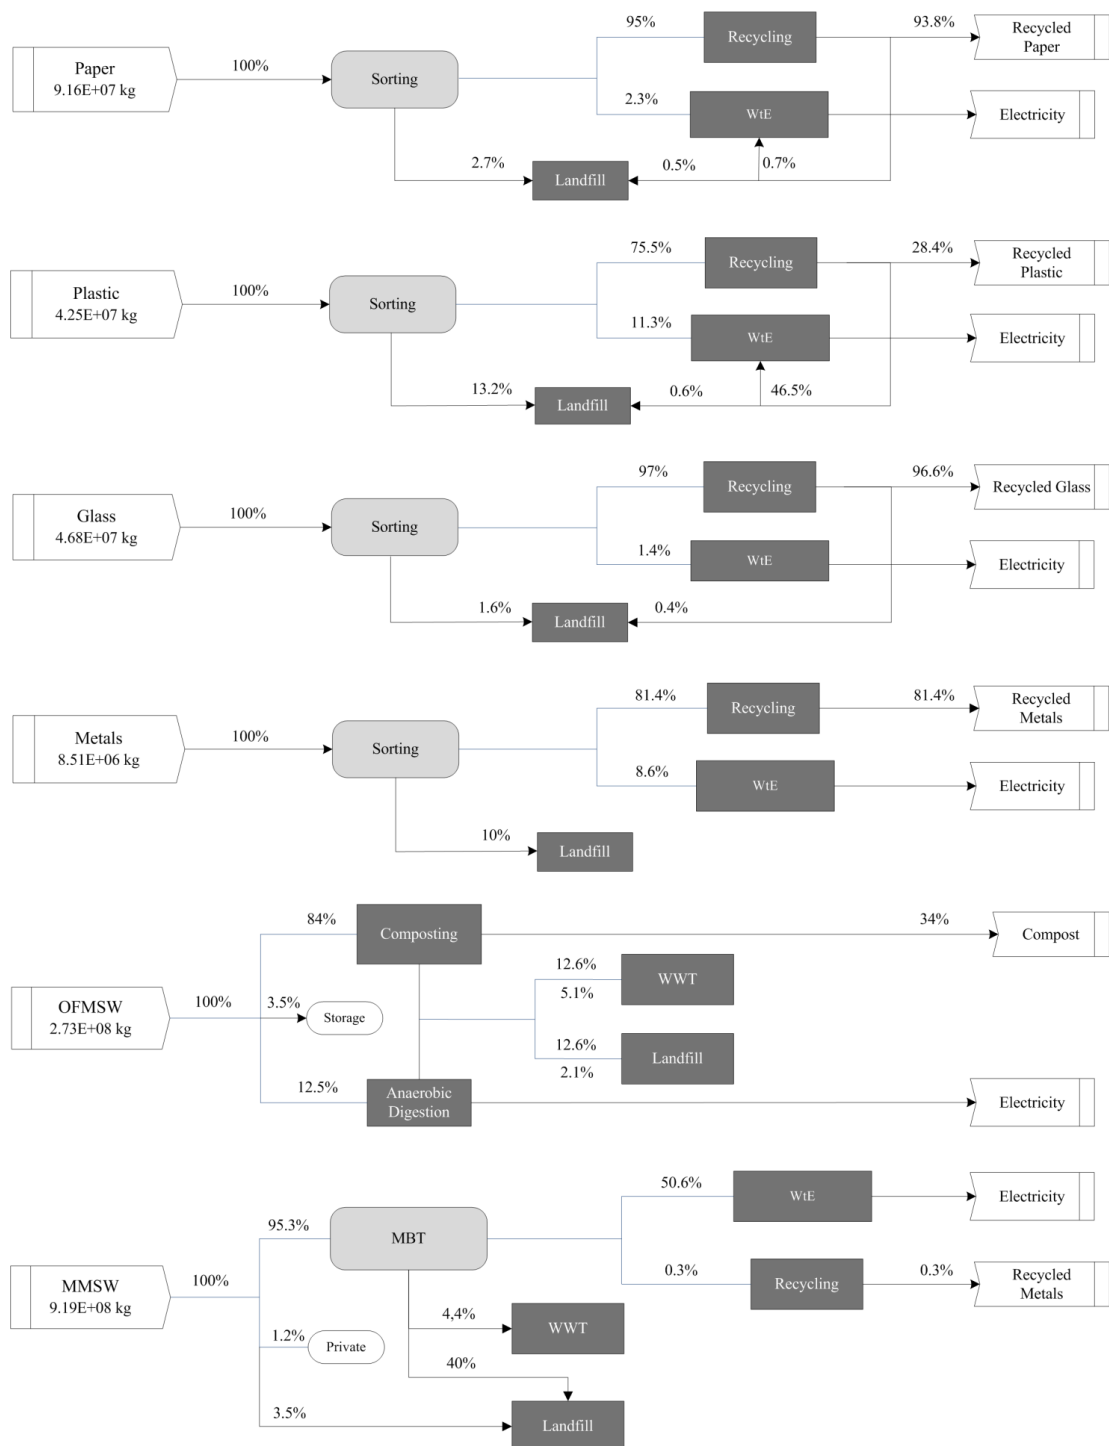 Paper
9.16E+07 kg
100%
Sorting
95%
Recycling
93.8%
Recycled
Paper
2.3%
WtE
Electricity
2.7%
Landfill
0.5%
0.7%
Plastic
4.25E+07 kg
100%
Sorting
75.5%
Recycling
28.4%
Recycled
Plastic
11.3%
WtE
Electricity
13.2%
Landfill
0.6%
46.5%
Glass
4.68E+07 kg
100%
Sorting
97%
Recycling
96.6%
Recycled Glass
1.4%
WtE
Electricity
1.6%
Landfill
0.4%
Metals
8.51E+06 kg
100%
Sorting
81.4%
Recycling
81.4%
Recycled
Metals
8.6%
WtE
Electricity
10%
Landfill
OFMSW
2.73E+08 kg
100%
84%
Composting
34%
Compost
3.5%
Storage
12.6%
5.1%
WWT
12.6%
2.1%
Landfill
12.5%
Anaerobic
Digestion
Electricity
MMSW
9.19E+08 kg
100%
95.3%
MBT
50.6%
WtE
Electricity
0.3%
Recycling
0.3%
Recycled
Metals
1.2%
Private
4,4%
WWT
40%
3.5%
Landfill